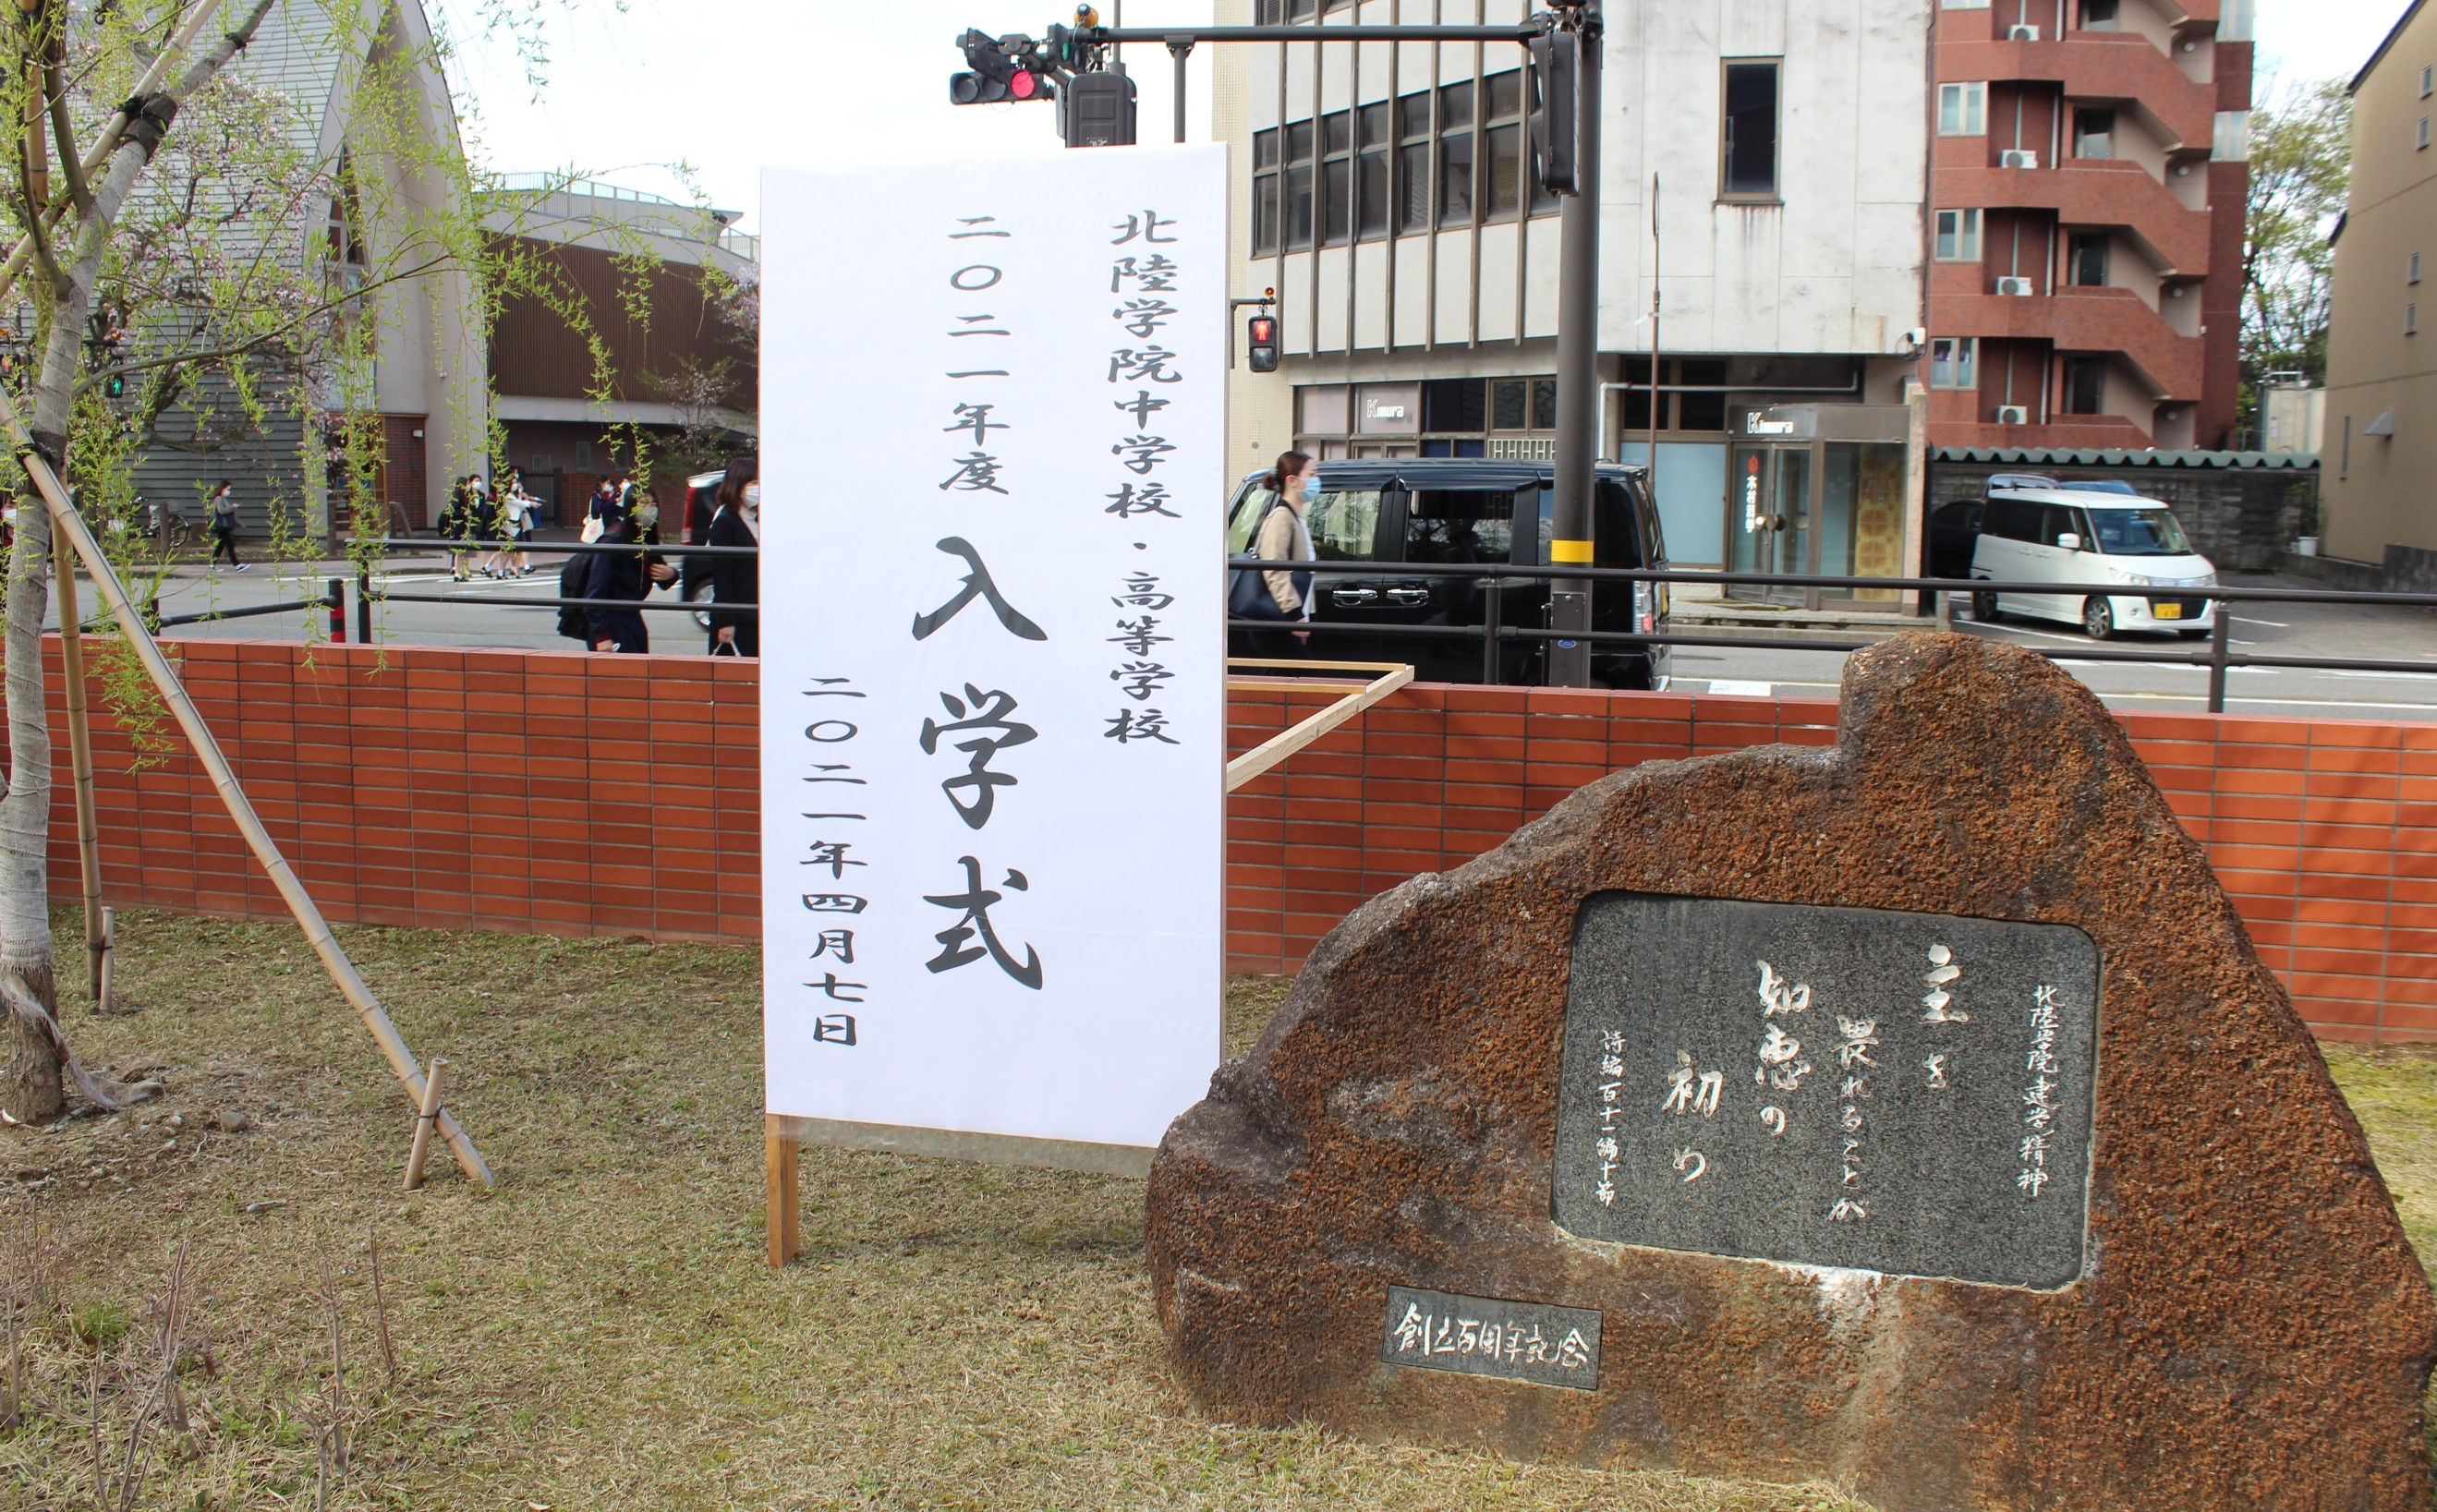 北陸学院中学校・高等学校
二〇二一年度 入学式
二〇二一年四月七日
北陸学院建学精神
主を
畏れることが
知恵の
初め
詩編百十一編十節
創立百周年記念
Kimura
Kimura